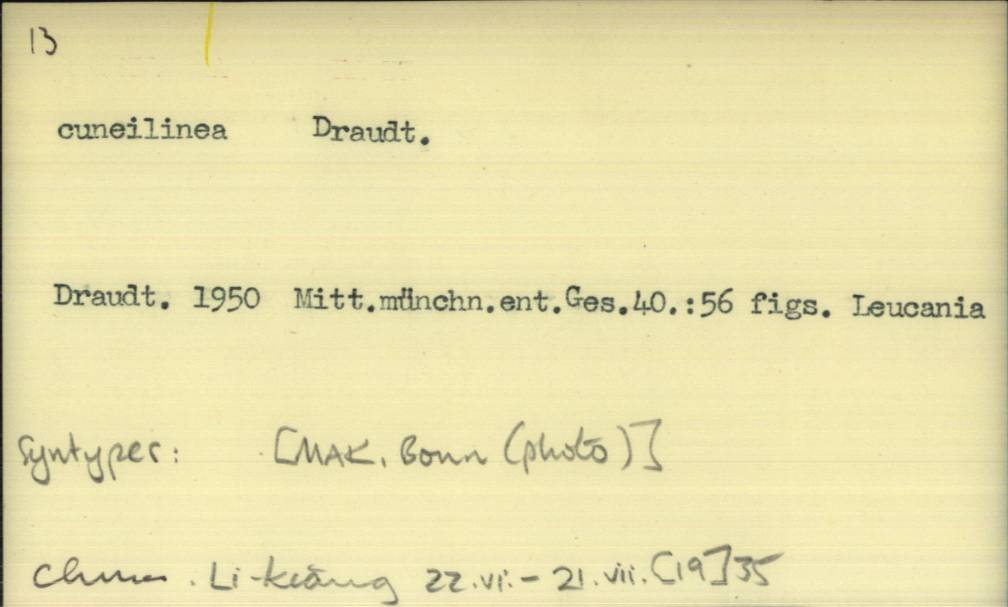 13
cuneilinea Draudt.
Draudt. 1950 Mitt.münchn.ent.Ges.40.:56 figs. Leucania
Syntypes: [MAK. Bonn (photo)]
China. Li-kiang 22.vi.- 21.vii.[19]35